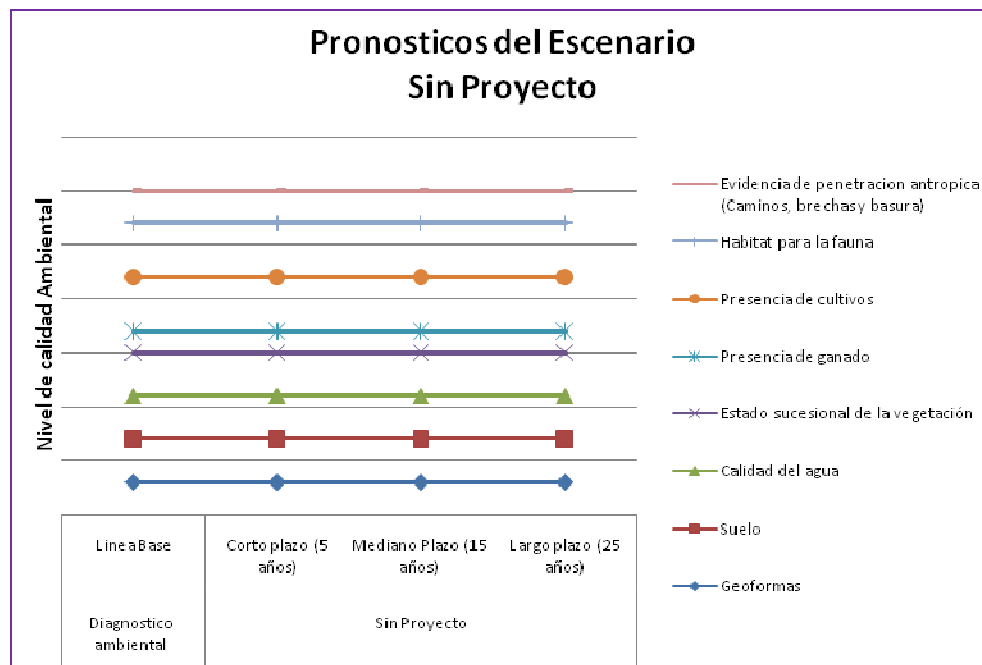 Pronosticos del Escenario
Sin Proyecto
Nivel de calidad Ambiental
Evidencia de penetracion antropica
(Caminos, brechas y basura)
Habitat para la fauna
Presencia de cultivos
Presencia de ganado
Estado sucesional de la vegetación
Calidad del agua
Suelo
Geoformas
Linea Base
Corto plazo (5
años)
Mediano Plazo (15
años)
Largo plazo (25
años)
Diagnostico
ambiental
Sin Proyecto